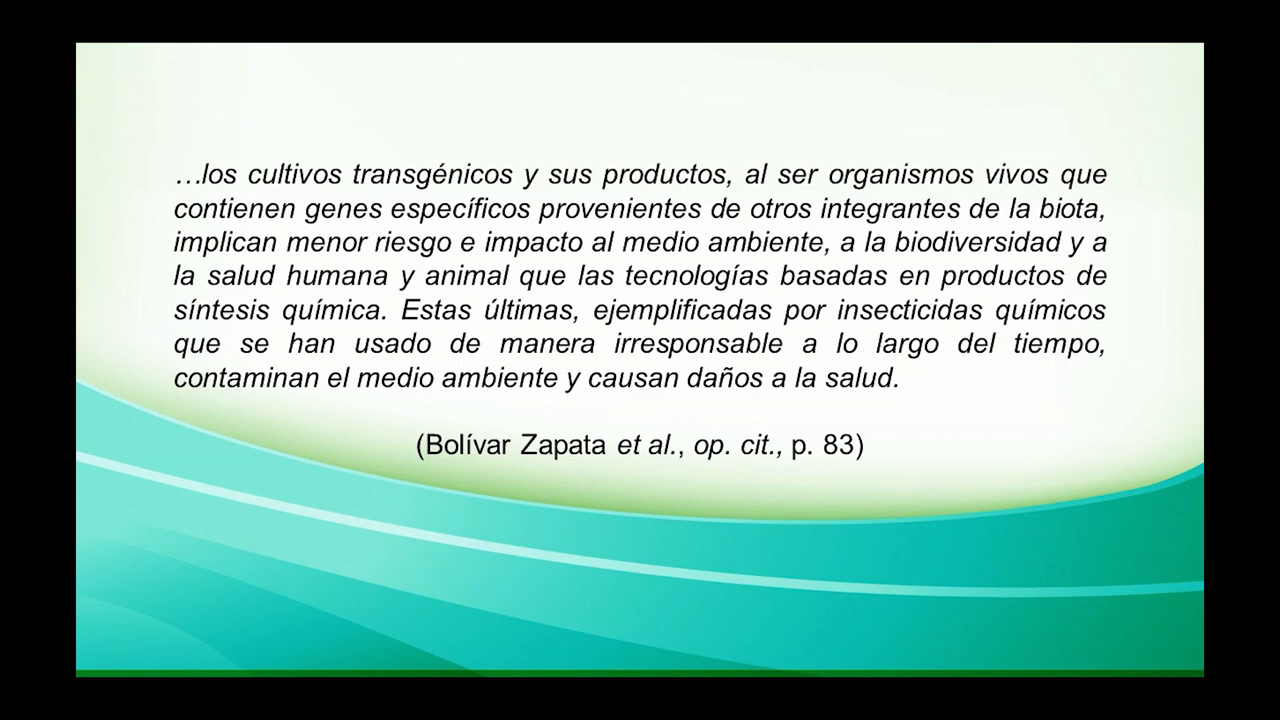 …los cultivos transgénicos y sus productos, al ser organismos vivos que
contienen genes específicos provenientes de otros integrantes de la biota,
implican menor riesgo e impacto al medio ambiente, a la biodiversidad y a
la salud humana y animal que las tecnologías basadas en productos de
síntesis química. Estas últimas, ejemplificadas por insecticidas químicos
que se han usado de manera irresponsable a lo largo del tiempo,
contaminan el medio ambiente y causan daños a la salud.
(Bolívar Zapata et al., op. cit., p. 83)